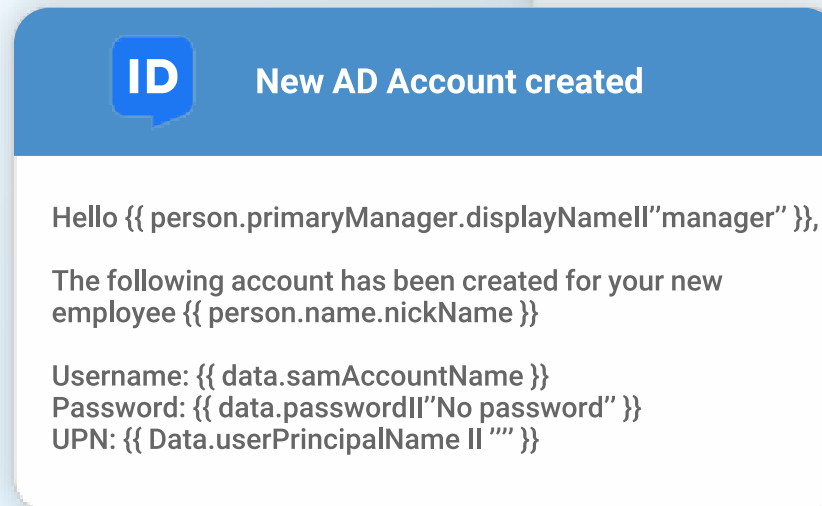 ID
New AD Account created
Hello {{ person.primaryManager.displayNameII’’manager’’ }},
The following account has been created for your new
employee {{ person.name.nickName }}
Username: {{ data.samAccountName }}
Password: {{ data.passwordII’’No password’’ }}
UPN: {{ Data.userPrincipalName II ’’’’ }}